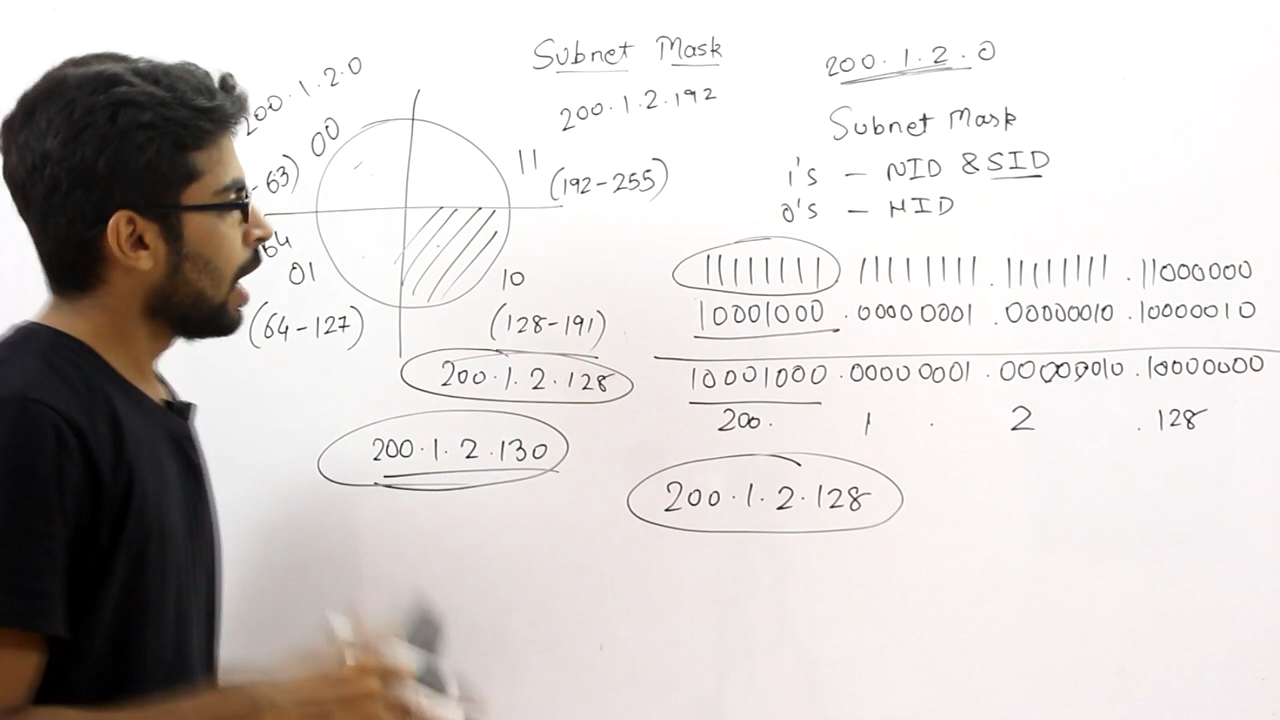 Subnet Mask
200.1.2.0
200.1.2.0
200.1.2.192
00
11
(192-255)
-63)
64
01
(64-127)
10
(128-191)
200.1.2.128
200.1.2.130
Subnet Mask
1's - NID & SID
0's - HID
11111111 11111111 . 11111111 . 11000000
10001000 . 00000001 . 00000010 . 10000010
10001000 . 00000001 . 00000010 . 10000000
200. 1 . 2 . 128
200.1.2.128